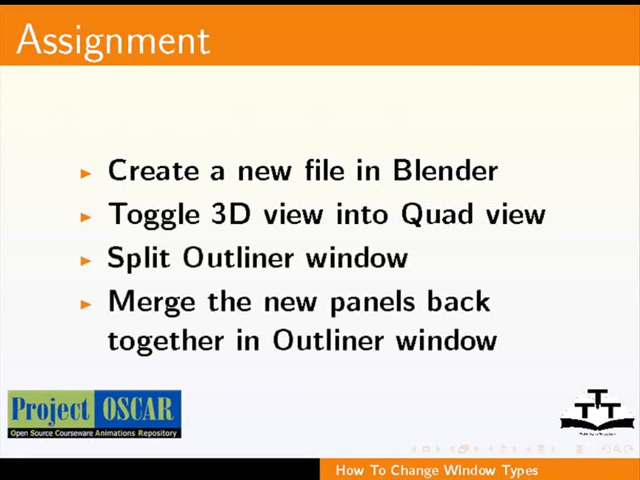 Assignment
Create a new file in Blender
Toggle 3D view into Quad view
Split Outliner window
Merge the new panels back
together in Outliner window
Project OSCAR
Open Source Courseware Animations Repository
TTT
How To Change Window Types